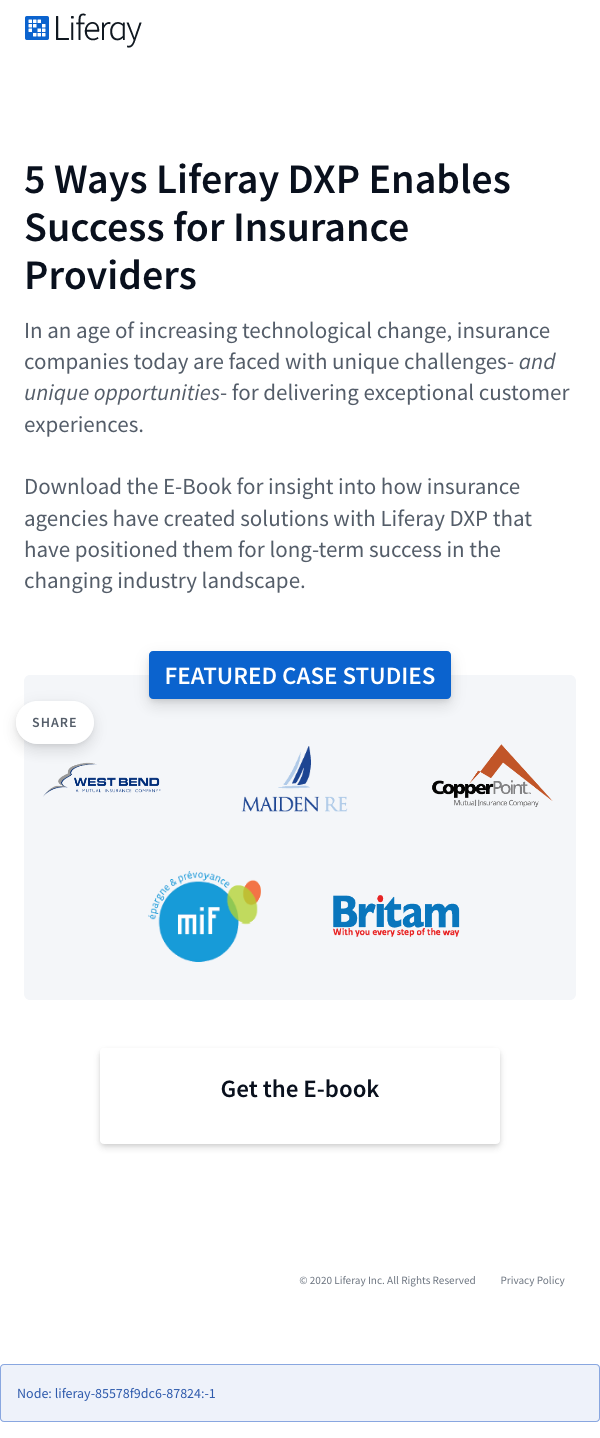 Liferay
5 Ways Liferay DXP Enables
Success for Insurance
Providers
In an age of increasing technological change, insurance
companies today are faced with unique challenges- and
unique opportunities- for delivering exceptional customer
experiences.
Download the E-Book for insight into how insurance
agencies have created solutions with Liferay DXP that
have positioned them for long-term success in the
changing industry landscape.
FEATURED CASE STUDIES
SHARE
WEST BEND
A MUTUAL INSURANCE COMPANY
MAIDEN RE
CopperPoint
Mutual Insurance Company
épargne & prévoyance
miF
Britam
With you every step of the way
Get the E-book
© 2020 Liferay Inc. All Rights Reserved Privacy Policy
Node: liferay-85578f9dc6-87824:-1